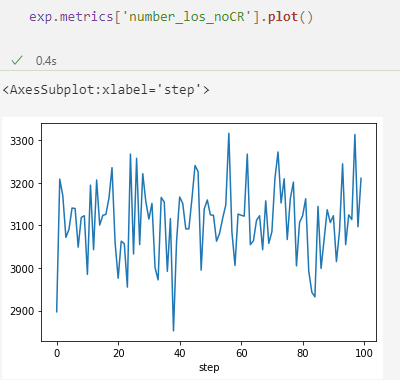 exp.metrics['number_los_noCR'].plot()
✓ 0.4s
<AxesSubplot:xlabel='step'>
3300
3200
3100
3000
2900
0 20 40 60 80 100
step